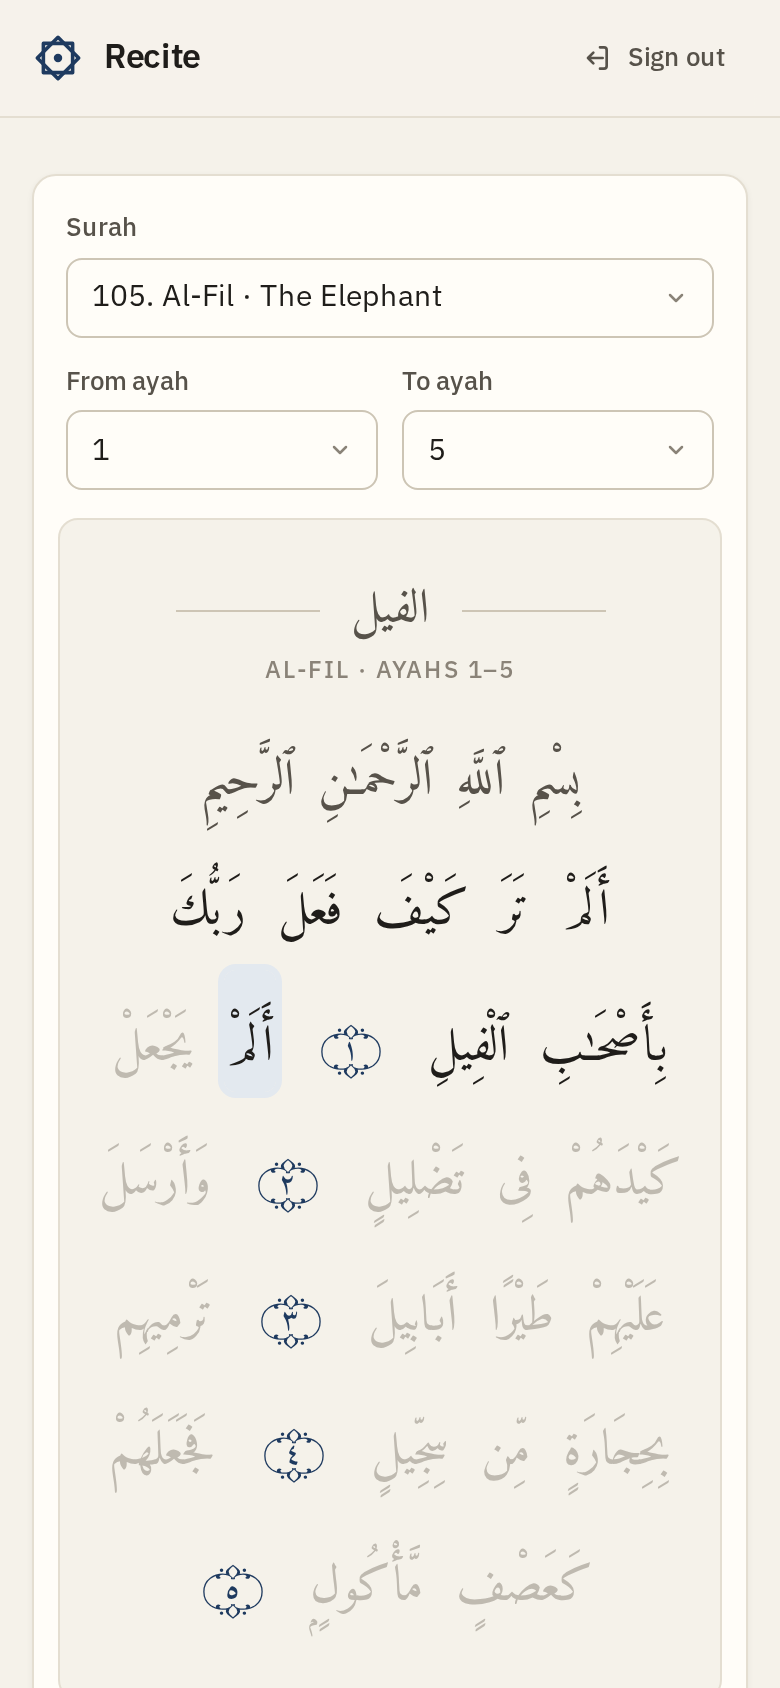 Recite
Sign out
Surah
105. Al-Fil · The Elephant
From ayah
To ayah
1
5
الفيل
AL-FIL · AYAHS 1–5
بِسْمِ ٱللَّهِ ٱلرَّحْمَـٰنِ ٱلرَّحِيمِ
أَلَمْ تَرَ كَيْفَ فَعَلَ رَبُّكَ
بِأَصْحَـٰبِ ٱلْفِيلِ ١ أَلَمْ يَجْعَلْ
كَيْدَهُمْ فِى تَضْلِيلٍ ٢ وَأَرْسَلَ
عَلَيْهِمْ طَيْرًا أَبَابِيلَ ٣ تَرْمِيهِم
بِحِجَارَةٍ مِّن سِجِّيلٍ ٤ فَجَعَلَهُمْ
كَعَصْفٍ مَّأْكُولٍۭ ٥